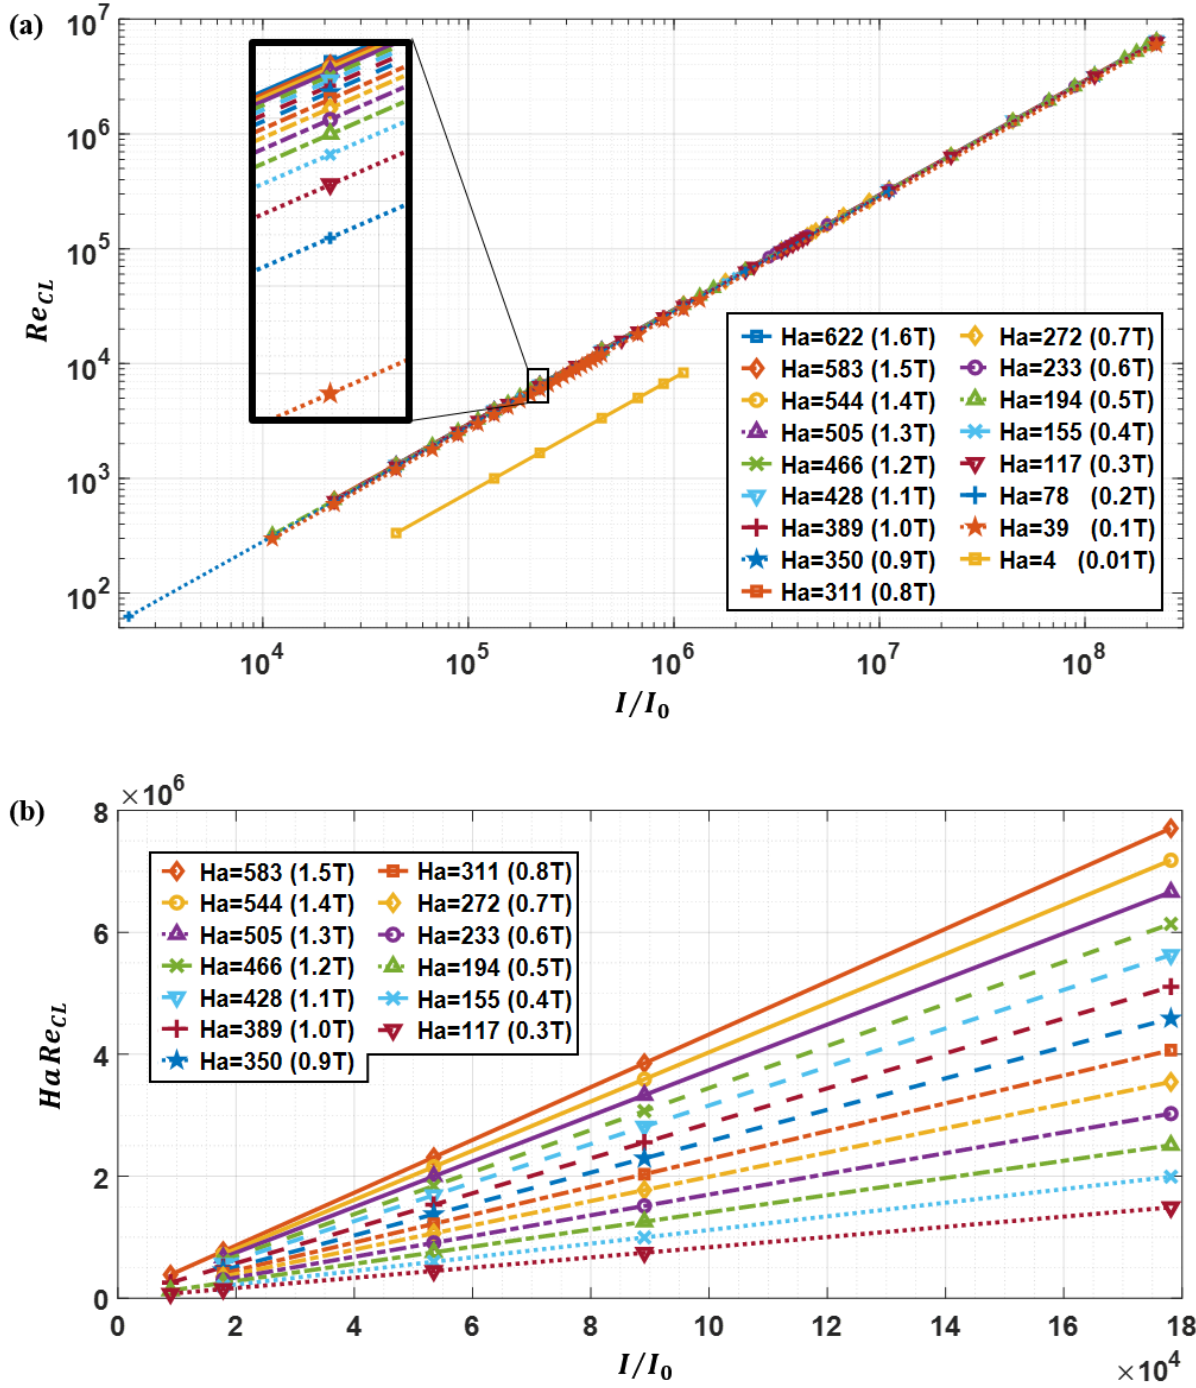 (a)
10^7
10^6
10^5
10^4
10^3
10^2
Re_CL
Ha=622 (1.6T)
Ha=583 (1.5T)
Ha=544 (1.4T)
Ha=505 (1.3T)
Ha=466 (1.2T)
Ha=428 (1.1T)
Ha=389 (1.0T)
Ha=350 (0.9T)
Ha=311 (0.8T)
Ha=272 (0.7T)
Ha=233 (0.6T)
Ha=194 (0.5T)
Ha=155 (0.4T)
Ha=117 (0.3T)
Ha=78 (0.2T)
Ha=39 (0.1T)
Ha=4 (0.01T)
10^4 10^5 10^6 10^7 10^8
I/I_0
(b)
×10^6
8
6
4
2
0
HaRe_CL
Ha=583 (1.5T)
Ha=544 (1.4T)
Ha=505 (1.3T)
Ha=466 (1.2T)
Ha=428 (1.1T)
Ha=389 (1.0T)
Ha=350 (0.9T)
Ha=311 (0.8T)
Ha=272 (0.7T)
Ha=233 (0.6T)
Ha=194 (0.5T)
Ha=155 (0.4T)
Ha=117 (0.3T)
0 2 4 6 8 10 12 14 16 18
I/I_0
×10^4